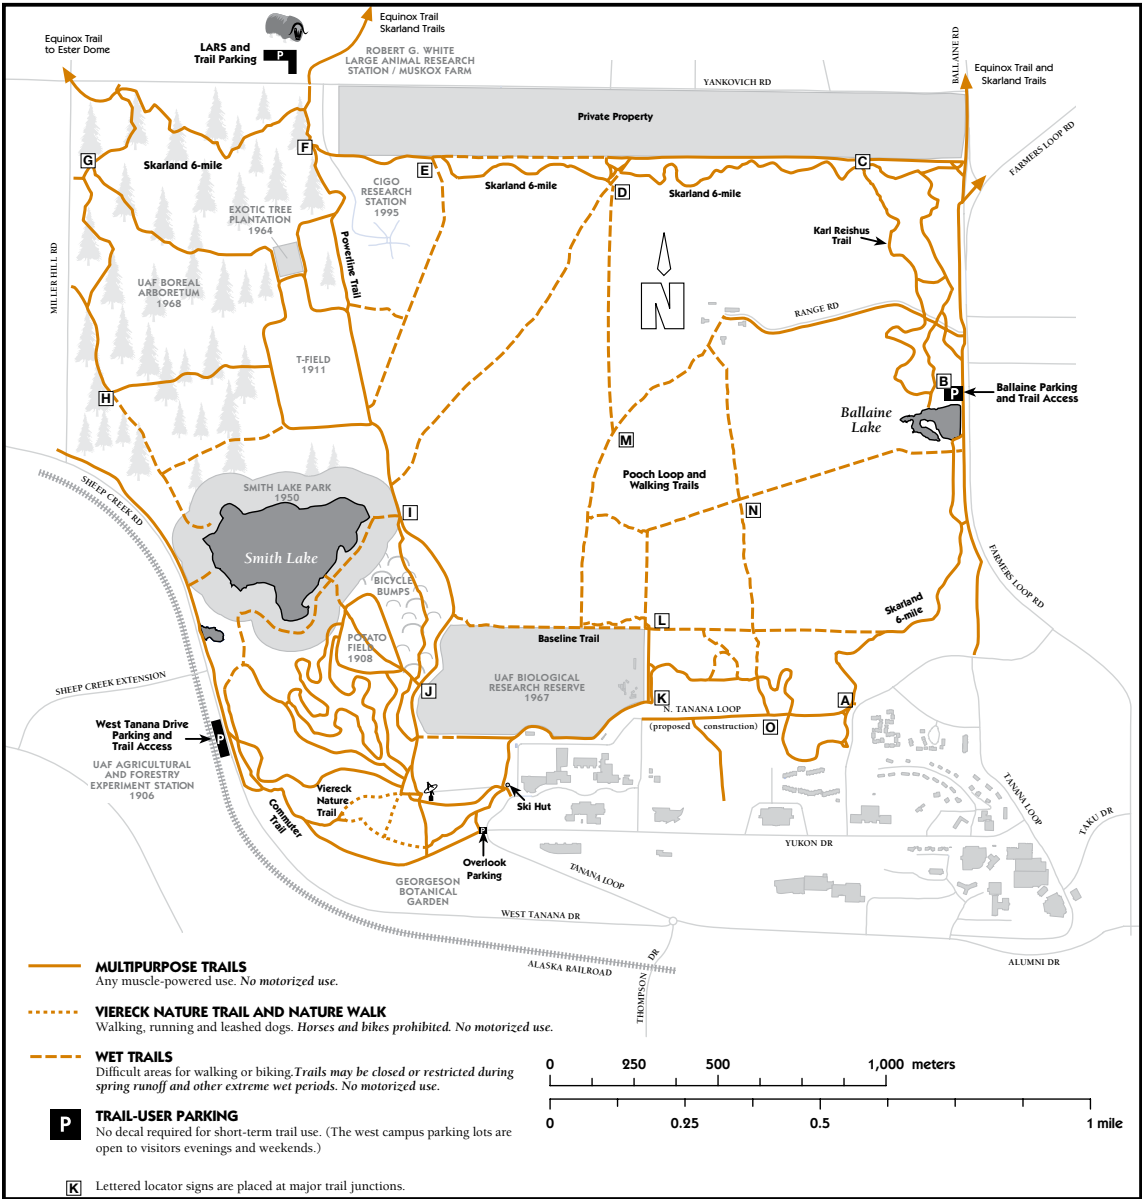 Equinox Trail
Skarland Trails
Equinox Trail
to Ester Dome
LARS and
Trail Parking
P
ROBERT G. WHITE
LARGE ANIMAL RESEARCH
STATION / MUSKOX FARM
YANKOVICH RD
BALLAINE RD
Equinox Trail and
Skarland Trails
FARMERS LOOP RD
Private Property
G
F
E
D
C
Skarland 6-mile
Skarland 6-mile
Skarland 6-mile
CIGO
RESEARCH
STATION
1995
EXOTIC TREE
PLANTATION
1964
Karl Reishus
Trail
Powerline Trail
MILLER HILL RD
UAF BOREAL
ARBORETUM
1968
N
RANGE RD
T-FIELD
1911
H
B
P
Ballaine Parking
and Trail Access
Ballaine
Lake
M
Pooch Loop and
Walking Trails
N
SHEEP CREEK RD
SMITH LAKE PARK
1950
I
Smith Lake
BICYCLE
BUMPS
FARMERS LOOP RD
Skarland
6-mile
POTATO
FIELD
1908
L
Baseline Trail
UAF BIOLOGICAL
RESEARCH RESERVE
1967
SHEEP CREEK EXTENSION
J
K
A
N. TANANA LOOP
(proposed construction)
O
West Tanana Drive
Parking and
Trail Access
P
UAF AGRICULTURAL
AND FORESTRY
EXPERIMENT STATION
1906
Viereck
Nature
Trail
Commuter
Trail
Ski Hut
P
Overlook
Parking
TANANA LOOP
TAKU DR
YUKON DR
TANANA LOOP
GEORGESON
BOTANICAL
GARDEN
WEST TANANA DR
ALASKA RAILROAD
THOMPSON DR
ALUMNI DR
MULTIPURPOSE TRAILS
Any muscle-powered use. No motorized use.
VIERECK NATURE TRAIL AND NATURE WALK
Walking, running and leashed dogs. Horses and bikes prohibited. No motorized use.
WET TRAILS
Difficult areas for walking or biking.Trails may be closed or restricted during
spring runoff and other extreme wet periods. No motorized use.
0 250 500 1,000 meters
0 0.25 0.5 1 mile
P
TRAIL-USER PARKING
No decal required for short-term trail use. (The west campus parking lots are
open to visitors evenings and weekends.)
K
Lettered locator signs are placed at major trail junctions.